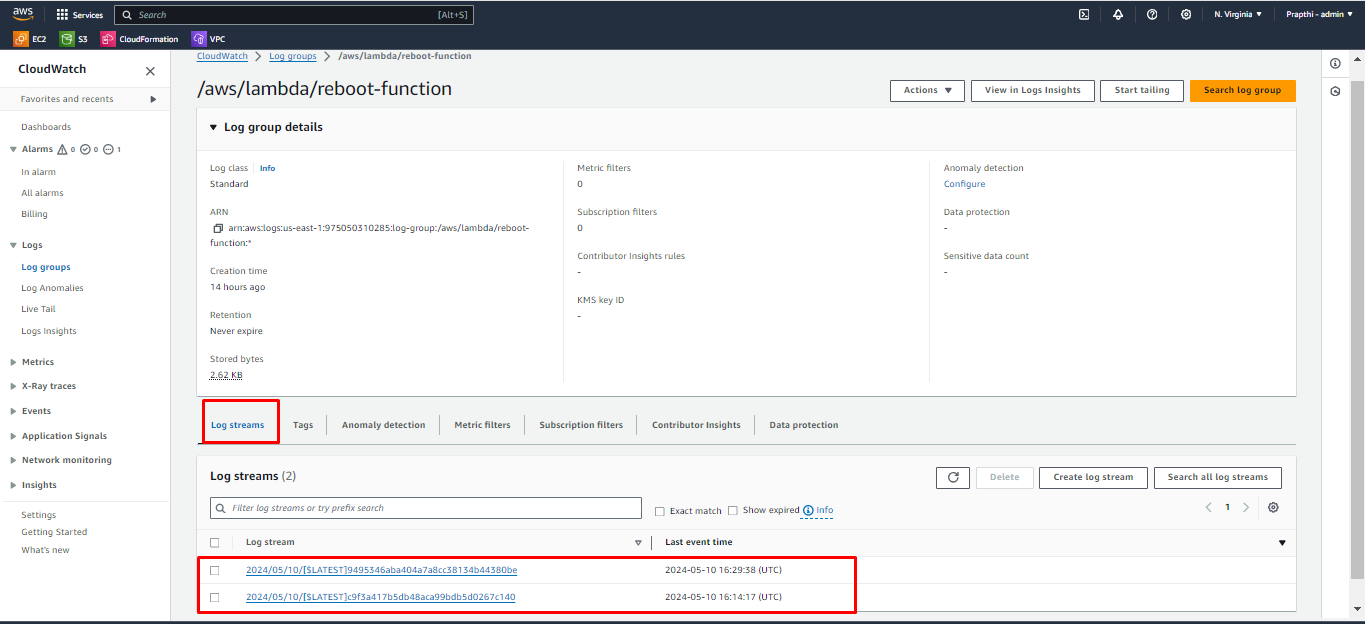 aws
Services
Search
[Alt+S]
N. Virginia
Prapthi - admin
EC2
S3
CloudFormation
VPC
CloudWatch
Favorites and recents
Dashboards
Alarms 0 0 1
In alarm
All alarms
Billing
Logs
Log groups
Log Anomalies
Live Tail
Logs Insights
Metrics
X-Ray traces
Events
Application Signals
Network monitoring
Insights
Settings
Getting Started
What's new
CloudWatch > Log groups > /aws/lambda/reboot-function
/aws/lambda/reboot-function
Actions
View in Logs Insights
Start tailing
Search log group
Log group details
Log class
Info
Standard
ARN
arn:aws:logs:us-east-1:975050310285:log-group:/aws/lambda/reboot-
function:*
Creation time
14 hours ago
Retention
Never expire
Stored bytes
2.62 KB
Metric filters
0
Subscription filters
0
Contributor Insights rules
-
KMS key ID
-
Anomaly detection
Configure
Data protection
-
Sensitive data count
-
Log streams
Tags
Anomaly detection
Metric filters
Subscription filters
Contributor Insights
Data protection
Log streams (2)
Delete
Create log stream
Search all log streams
Filter log streams or try prefix search
Exact match
Show expired
Info
1
Log stream
Last event time
2024/05/10/[$LATEST]9495346aba404a7a8cc38134b44380be
2024-05-10 16:29:38 (UTC)
2024/05/10/[$LATEST]c9f3a417b5db48aca99bdb5d0267c140
2024-05-10 16:14:17 (UTC)